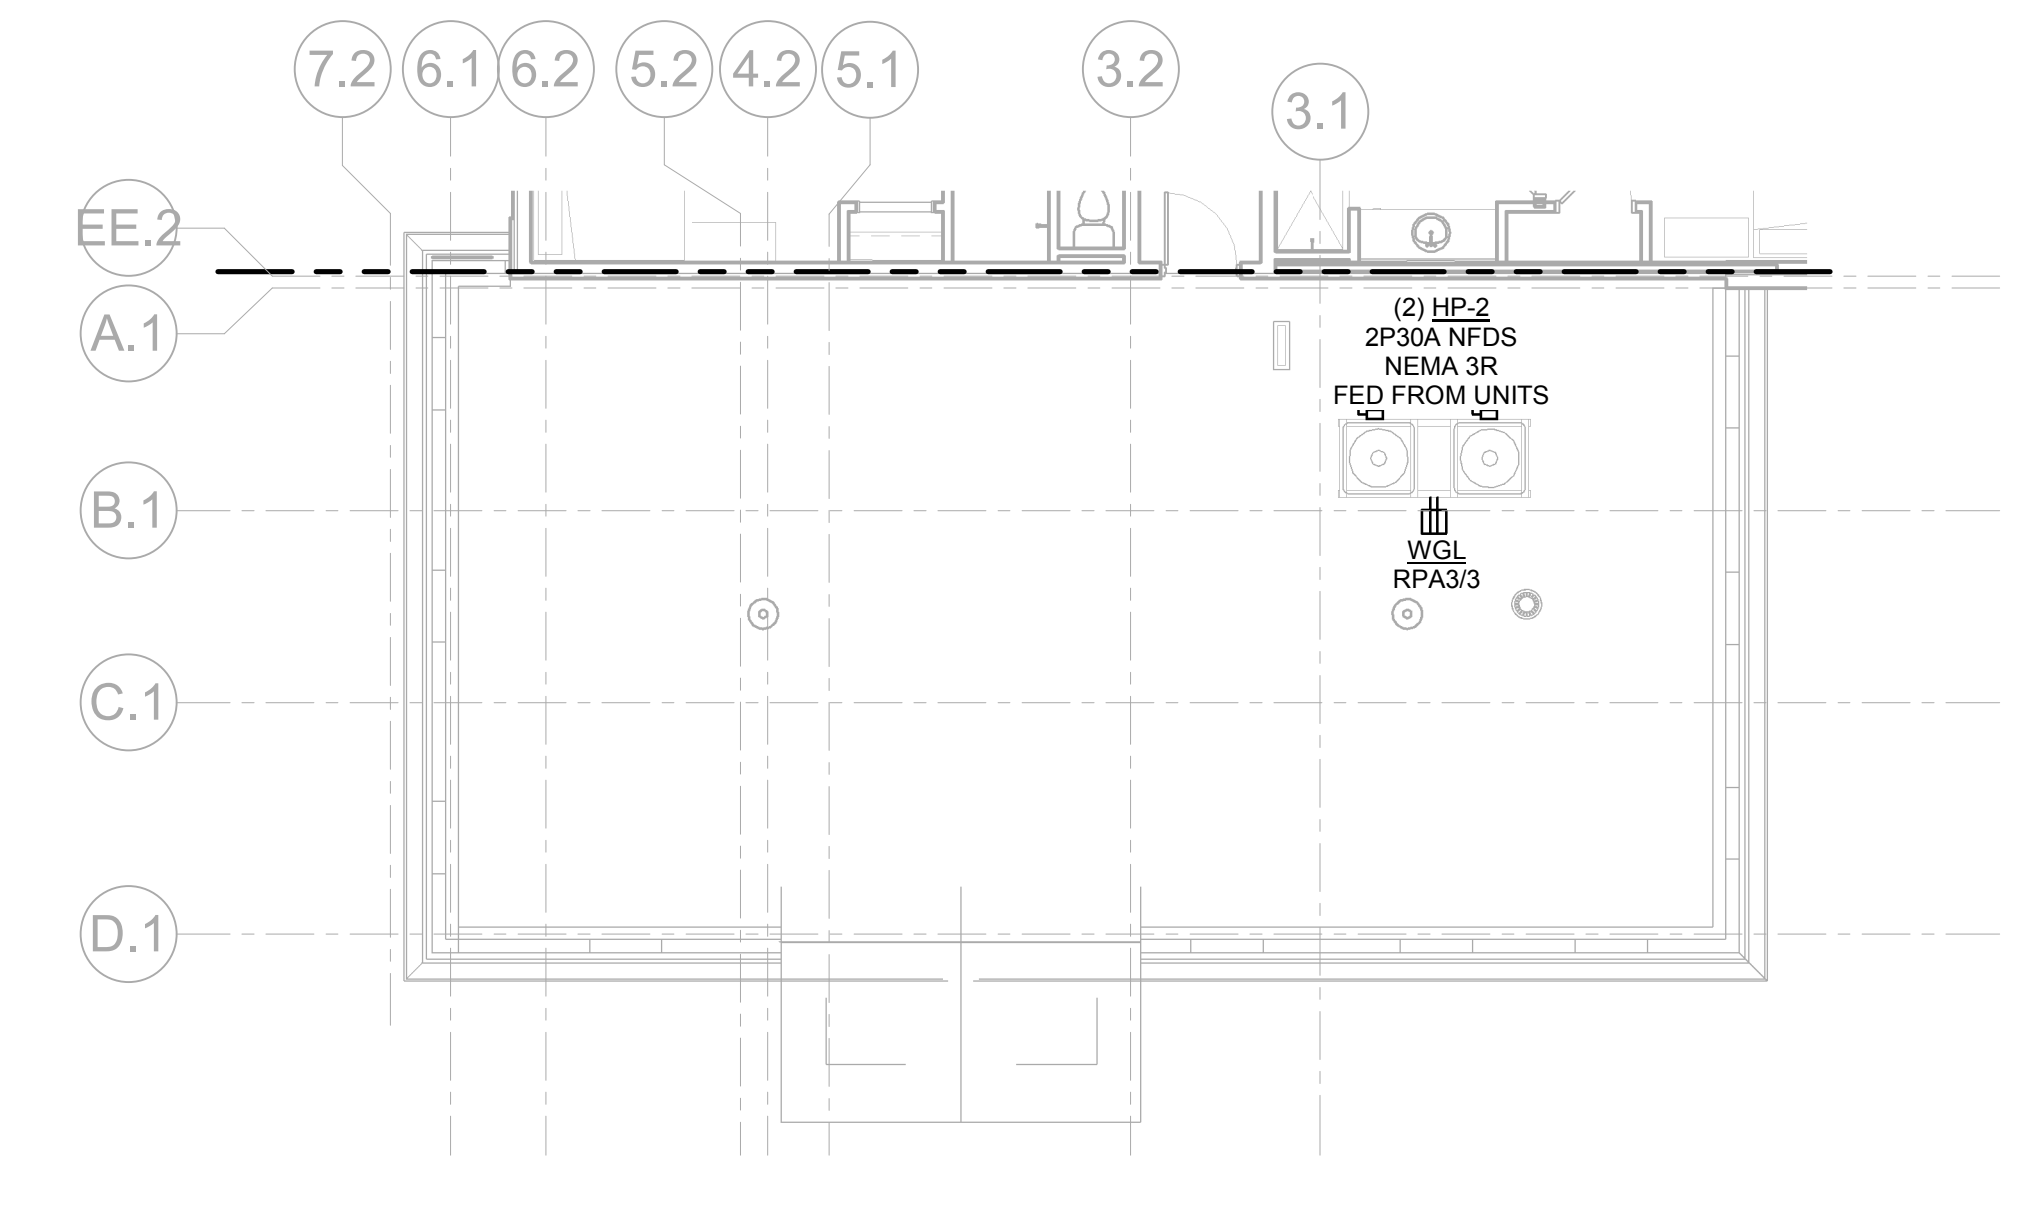 7.2
6.1
6.2
5.2
4.2
5.1
3.2
3.1
EE.2
A.1
(2) HP-2
2P30A NFDS
NEMA 3R
FED FROM UNITS
B.1
WGL
RPA3/3
C.1
D.1